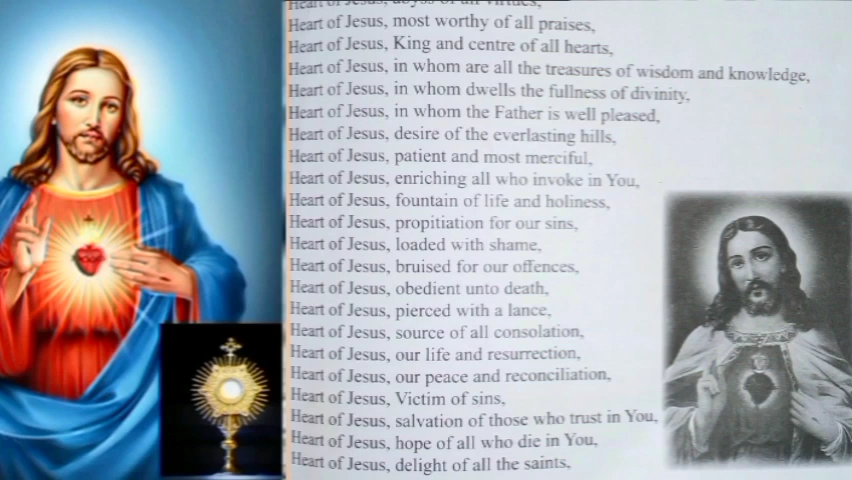 Heart of Jesus, abyss of all virtues,
Heart of Jesus, most worthy of all praises,
Heart of Jesus, King and centre of all hearts,
Heart of Jesus, in whom are all the treasures of wisdom and knowledge,
Heart of Jesus, in whom dwells the fullness of divinity,
Heart of Jesus, in whom the Father is well pleased,
Heart of Jesus, desire of the everlasting hills,
Heart of Jesus, patient and most merciful,
Heart of Jesus, enriching all who invoke in You,
Heart of Jesus, fountain of life and holiness,
Heart of Jesus, propitiation for our sins,
Heart of Jesus, loaded with shame,
Heart of Jesus, bruised for our offences,
Heart of Jesus, obedient unto death,
Heart of Jesus, pierced with a lance,
Heart of Jesus, source of all consolation,
Heart of Jesus, our life and resurrection,
Heart of Jesus, our peace and reconciliation,
Heart of Jesus, Victim of sins,
Heart of Jesus, salvation of those who trust in You,
Heart of Jesus, hope of all who die in You,
Heart of Jesus, delight of all the saints,